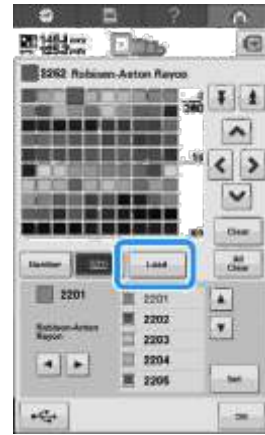 ?
2262 Robison-Anton Rayon
300
Clear
Number
Load
All Clear
2201
2201
2202
2203
2204
2205
Robison-Anton Rayon
Set
OK